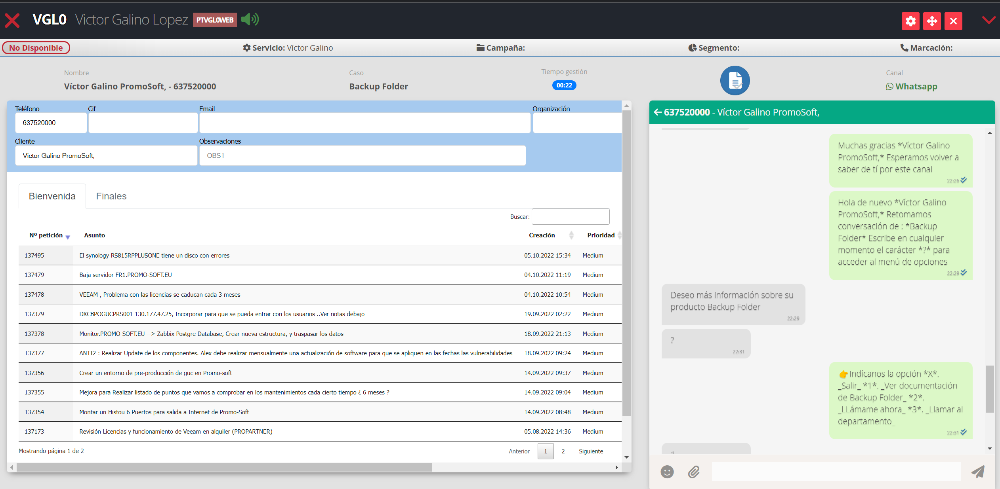 VGL0 Victor Galino Lopez PTVGL0WEB
No Disponible Servicio: Víctor Galino Campaña: Segmento: Marcación:
Nombre Caso Tiempo gestión Canal
Víctor Galino PromoSoft, - 637520000 Backup Folder 00:22 Whatsapp
Teléfono Cif Email Organización
637520000
Cliente Observaciones
Víctor Galino PromoSoft, OBS1
Bienvenida Finales
Buscar:
Nº petición Asunto Creación Prioridad
137495 El synology RS815RPPLUSONE tiene un disco con errores 05.10.2022 15:34 Medium
137479 Baja servidor FR1.PROMO-SOFT.EU 04.10.2022 11:19 Medium
137478 VEEAM , Problema con las licencias se caducan cada 3 meses 04.10.2022 10:54 Medium
137379 DXCBPOGUCPRS001 130.177.47.25, Incorporar para que se pueda entrar con los usuarios ..Ver notas debajo 19.09.2022 02:22 Medium
137378 Monitor.PROMO-SOFT.EU --> Zabbix Postgre Database, Crear nueva estructura, y traspasar los datos 18.09.2022 21:13 Medium
137377 ANTI2 : Realizar Update de los componentes. Alex debe realizar mensualmente una actualización de software para que se apliquen en las fechas las vulnerabilidades 18.09.2022 09:24 Medium
137356 Crear un entorno de pre-producción de guc en Promo-soft 14.09.2022 09:37 Medium
137355 Mejora para Realizar listado de puntos que vamos a comprobar en los mantenimientos cada cierto tiempo ¿ 6 meses ? 14.09.2022 09:04 Medium
137354 Montar un Histou 6 Puertos para salida a Internet de Promo-Soft 14.09.2022 08:48 Medium
137173 Revisión Licencias y funcionamiento de Veeam en alquiler (PROPARTNER) 05.08.2022 14:36 Medium
Mostrando página 1 de 2 Anterior 1 2 Siguiente
637520000 - Víctor Galino PromoSoft,
Muchas gracias *Víctor Galino
PromoSoft,* Esperamos volver a
saber de tí por este canal
22:26
Hola de nuevo *Víctor Galino
PromoSoft,* Retomamos
conversación de : *Backup
Folder* Escribe en cualquier
momento el carácter *?* para
acceder al menú de opciones
22:29
Deseo más información sobre su
producto Backup Folder
22:29
?
22:31
👉Indícanos la opción *X*.
_Salir_ *1*. _Ver documentación
de Backup Folder_ *2*.
_LLámame ahora_ *3*. _Llamar al
departamento_
22:31
1